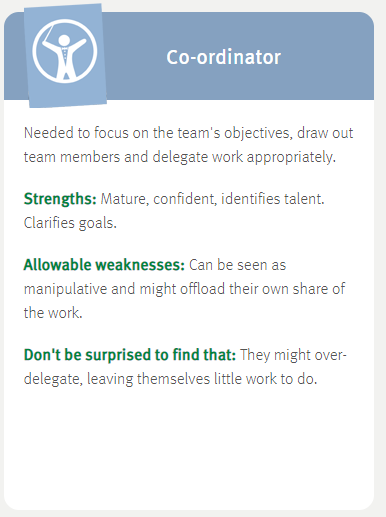 Co-ordinator
Needed to focus on the team's objectives, draw out
team members and delegate work appropriately.
Strengths: Mature, confident, identifies talent.
Clarifies goals.
Allowable weaknesses: Can be seen as
manipulative and might offload their own share of
the work.
Don't be surprised to find that: They might over-
delegate, leaving themselves little work to do.